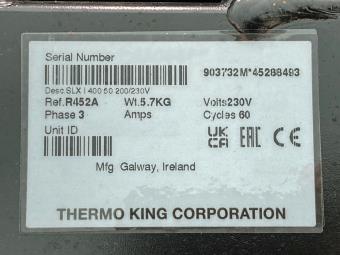 Serial Number
903732M*45288493
Desc.SLX I 400 50 200/230V
Ref.R452A Wt.5.7KG Volts230V
Phase 3 Amps Cycles 60
Unit ID
UK CA EAC CE
Mfg Galway, Ireland
THERMO KING CORPORATION